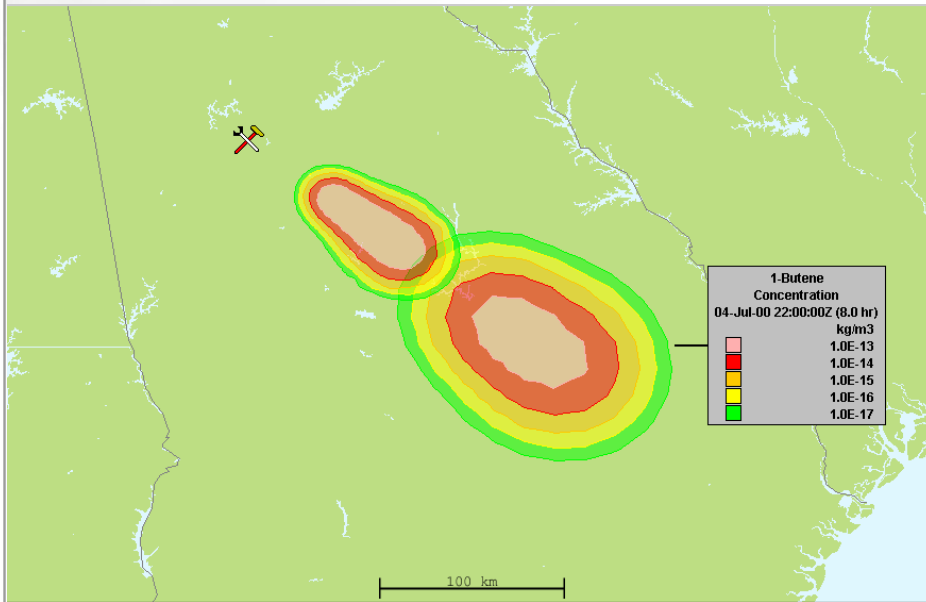 1-Butene
Concentration
04-Jul-00 22:00:00Z (8.0 hr)
kg/m3
1.0E-13
1.0E-14
1.0E-15
1.0E-16
1.0E-17
100 km